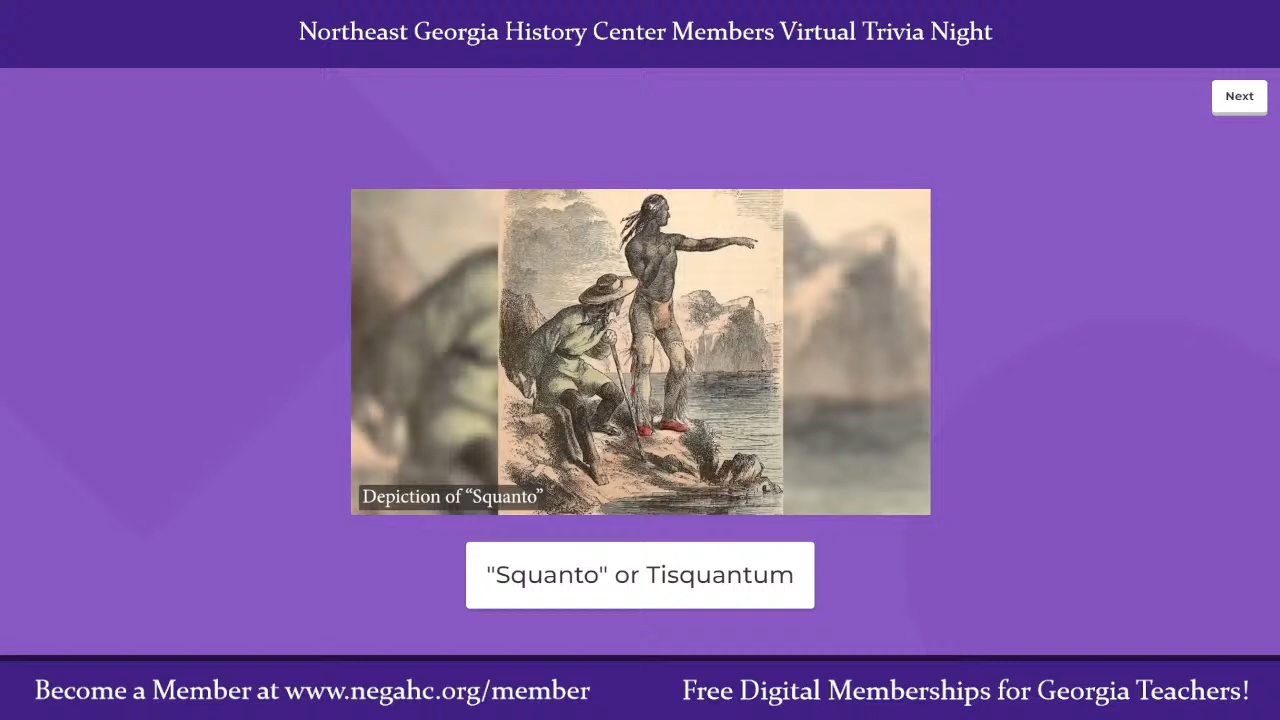 Northeast Georgia History Center Members Virtual Trivia Night
Next
Depiction of “Squanto”
"Squanto" or Tisquantum
Become a Member at www.negahc.org/member
Free Digital Memberships for Georgia Teachers!